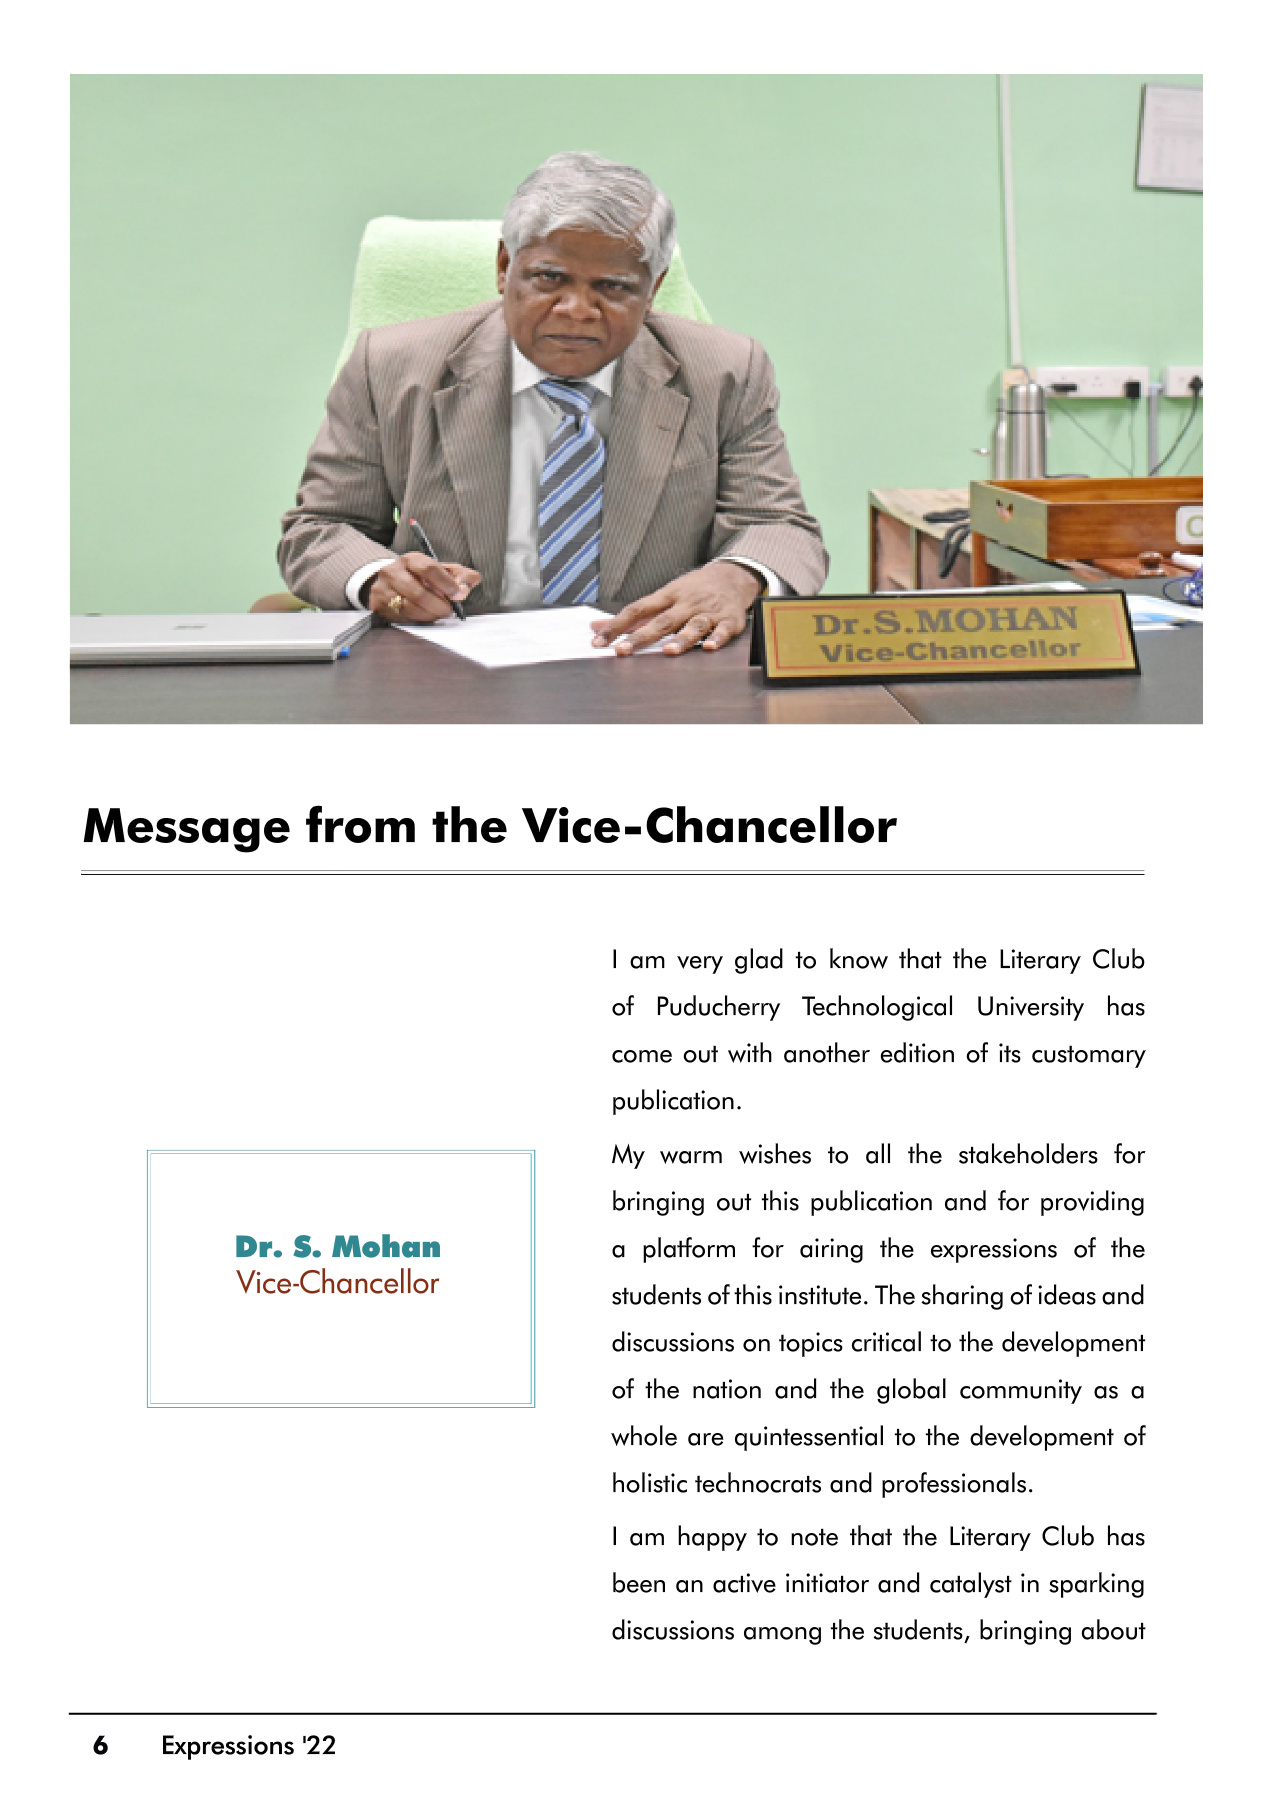 Dr.S.MOHAN
Vice-Chancellor
Message from the Vice-Chancellor
Dr. S. Mohan
Vice-Chancellor
I am very glad to know that the Literary Club
of Puducherry Technological University has
come out with another edition of its customary
publication.
My warm wishes to all the stakeholders for
bringing out this publication and for providing
a platform for airing the expressions of the
students of this institute. The sharing of ideas and
discussions on topics critical to the development
of the nation and the global community as a
whole are quintessential to the development of
holistic technocrats and professionals.
I am happy to note that the Literary Club has
been an active initiator and catalyst in sparking
discussions among the students, bringing about
6 Expressions '22